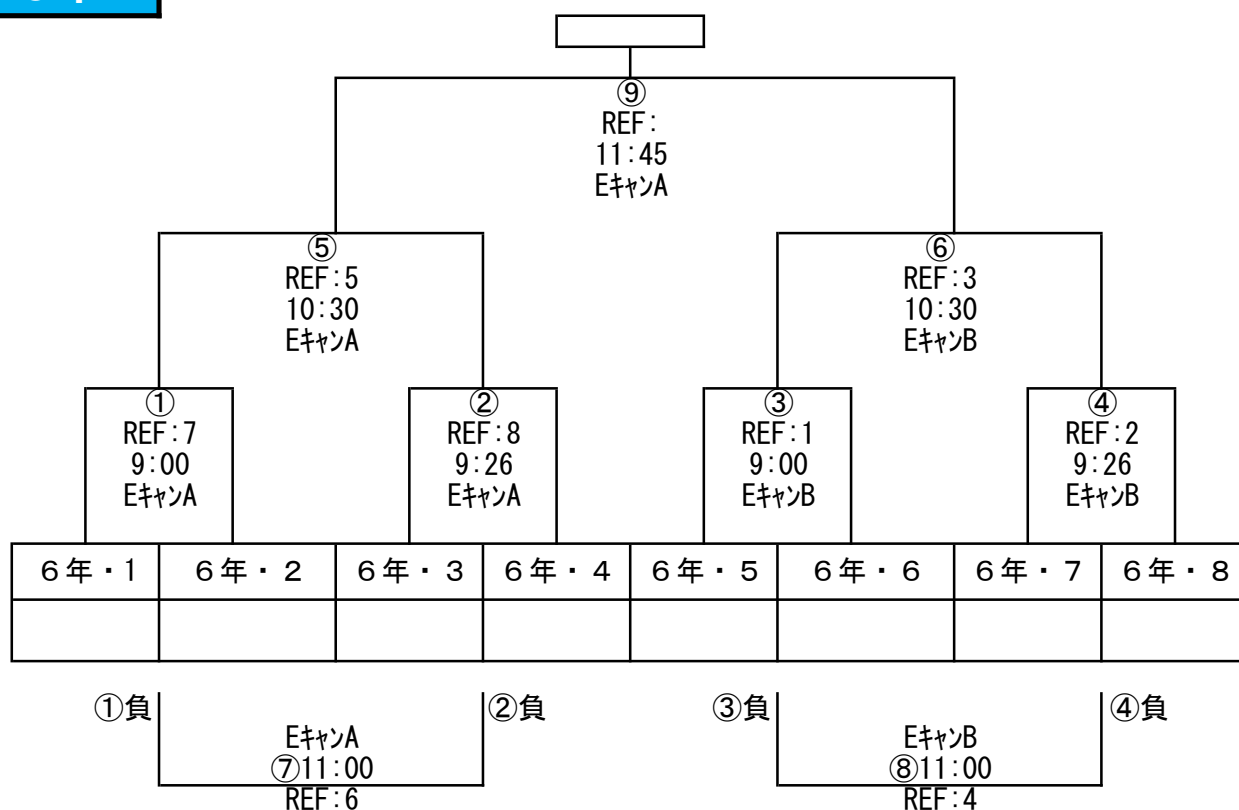 ⑨
REF:
11:45
EｷｬﾝA
⑤
REF:5
10:30
EｷｬﾝA
⑥
REF:3
10:30
EｷｬﾝB
①
REF:7
9:00
EｷｬﾝA
②
REF:8
9:26
EｷｬﾝA
③
REF:1
9:00
EｷｬﾝB
④
REF:2
9:26
EｷｬﾝB
６年・１ ６年・２ ６年・３ ６年・４ ６年・５ ６年・６ ６年・７ ６年・８
①負 ②負 ③負 ④負
EｷｬﾝA
⑦11:00
REF:6
EｷｬﾝB
⑧11:00
REF:4